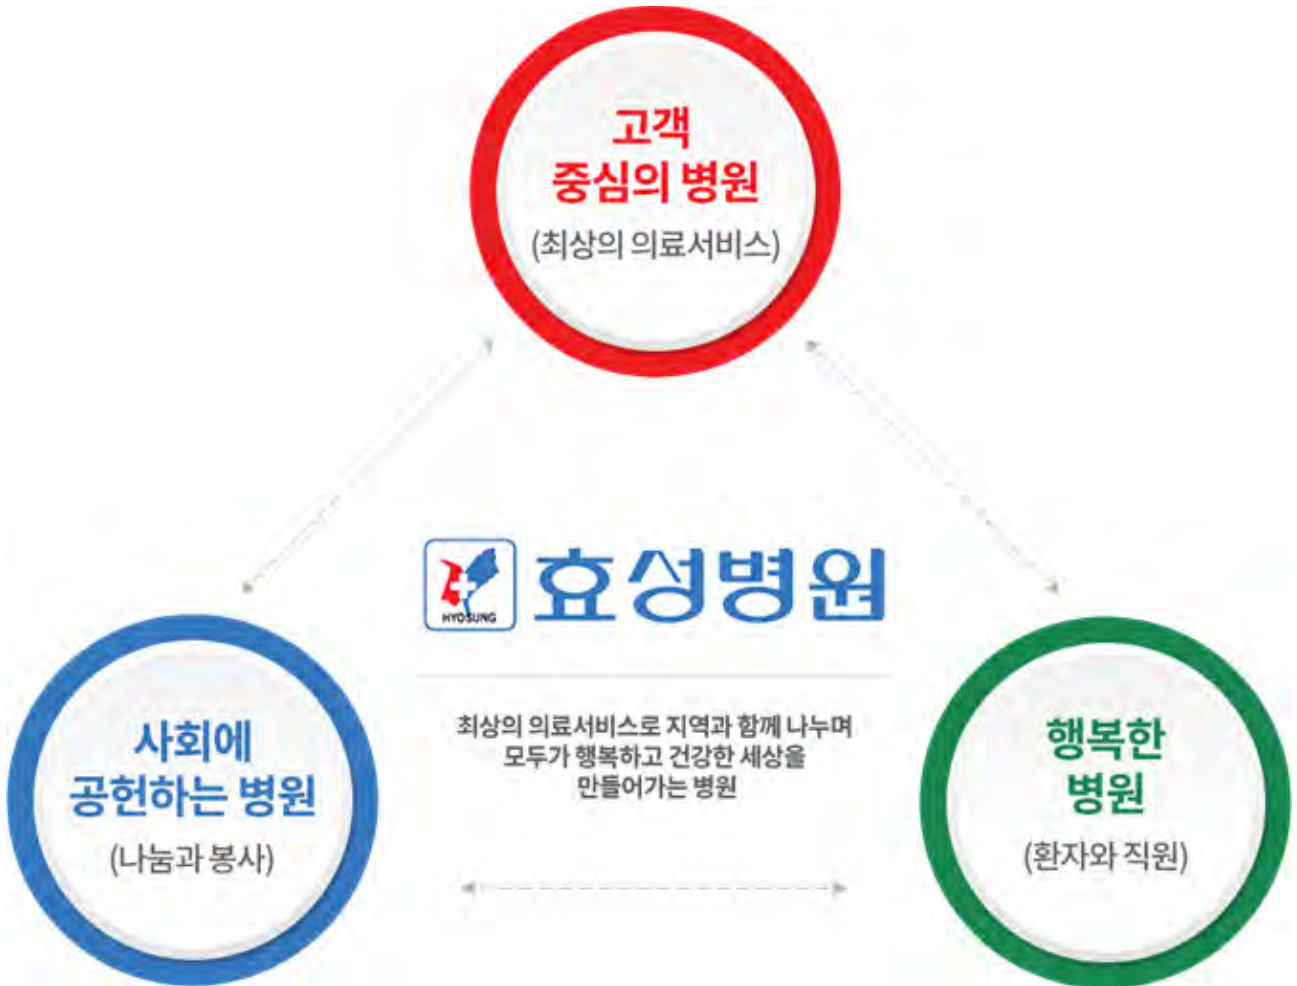 고객
중심의 병원
(최상의 의료서비스)
HYOSUNG
효성병원
최상의 의료서비스로 지역과 함께 나누며
모두가 행복하고 건강한 세상을
만들어가는 병원
사회에
공헌하는 병원
(나눔과 봉사)
행복한
병원
(환자와 직원)